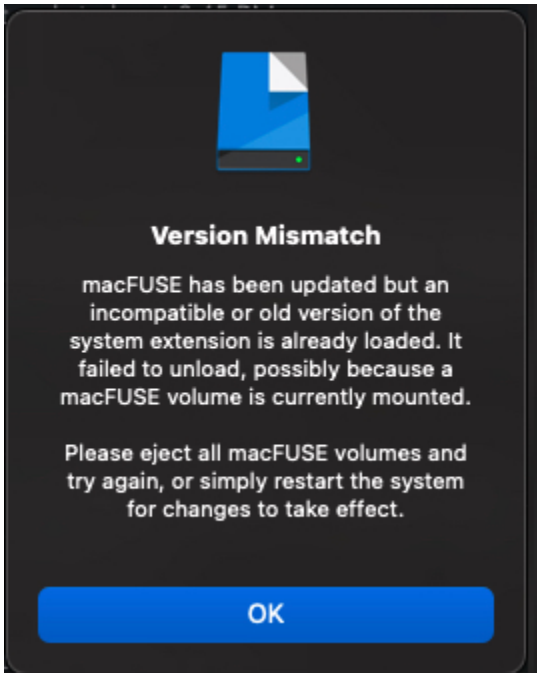 Version Mismatch
macFUSE has been updated but an
incompatible or old version of the
system extension is already loaded. It
failed to unload, possibly because a
macFUSE volume is currently mounted.
Please eject all macFUSE volumes and
try again, or simply restart the system
for changes to take effect.
OK